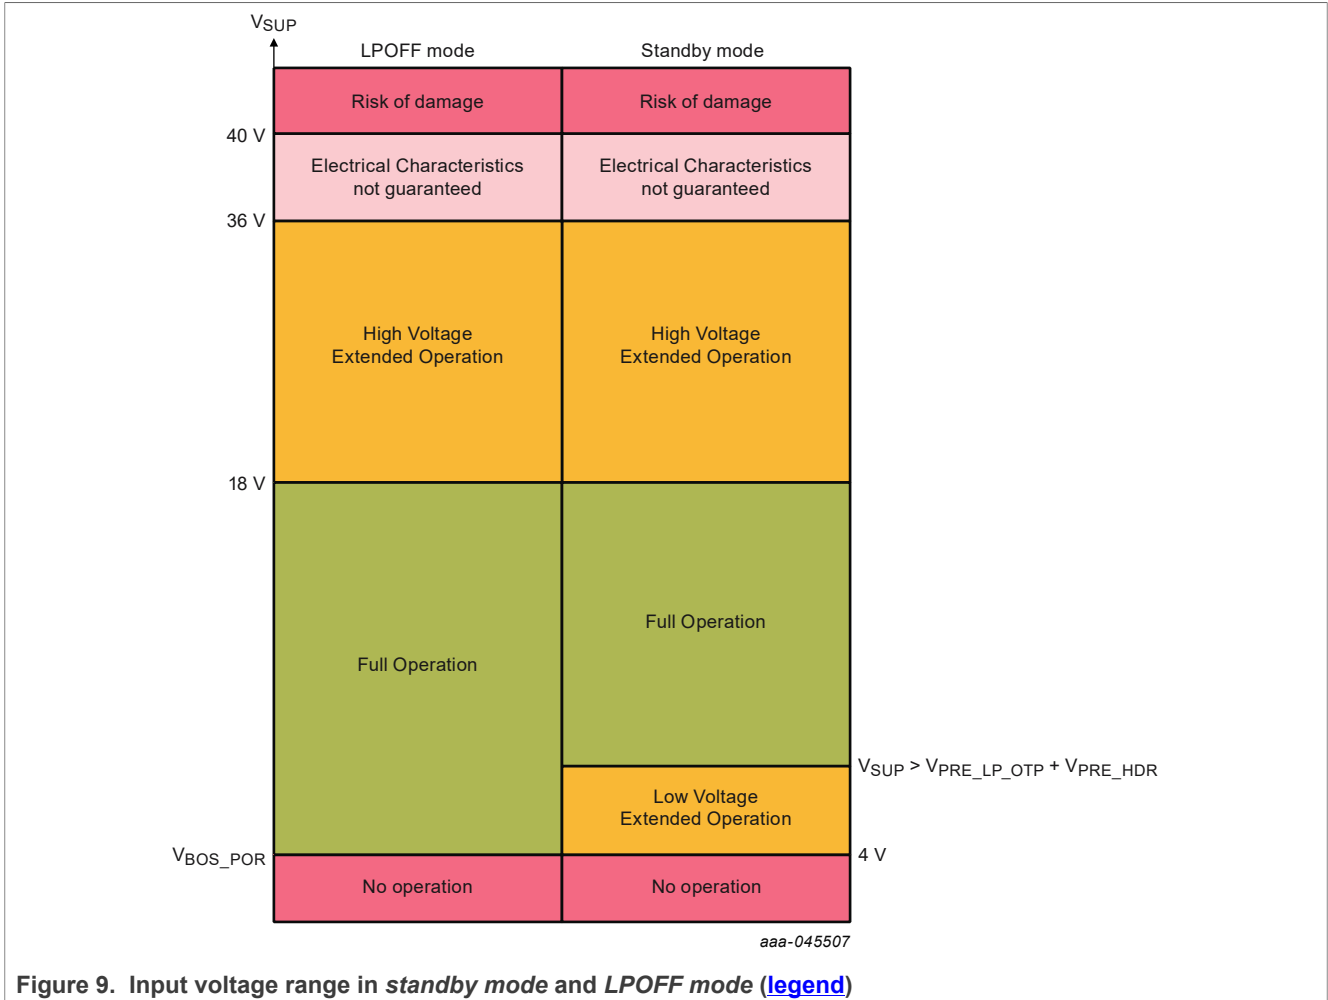 VSUP
LPOFF mode
Standby mode
Risk of damage
Risk of damage
40 V
Electrical Characteristics
not guaranteed
Electrical Characteristics
not guaranteed
36 V
High Voltage
Extended Operation
High Voltage
Extended Operation
18 V
Full Operation
Full Operation
VSUP > VPRE_LP_OTP + VPRE_HDR
Low Voltage
Extended Operation
VBOS_POR
4 V
No operation
No operation
aaa-045507
Figure 9. Input voltage range in standby mode and LPOFF mode (legend)